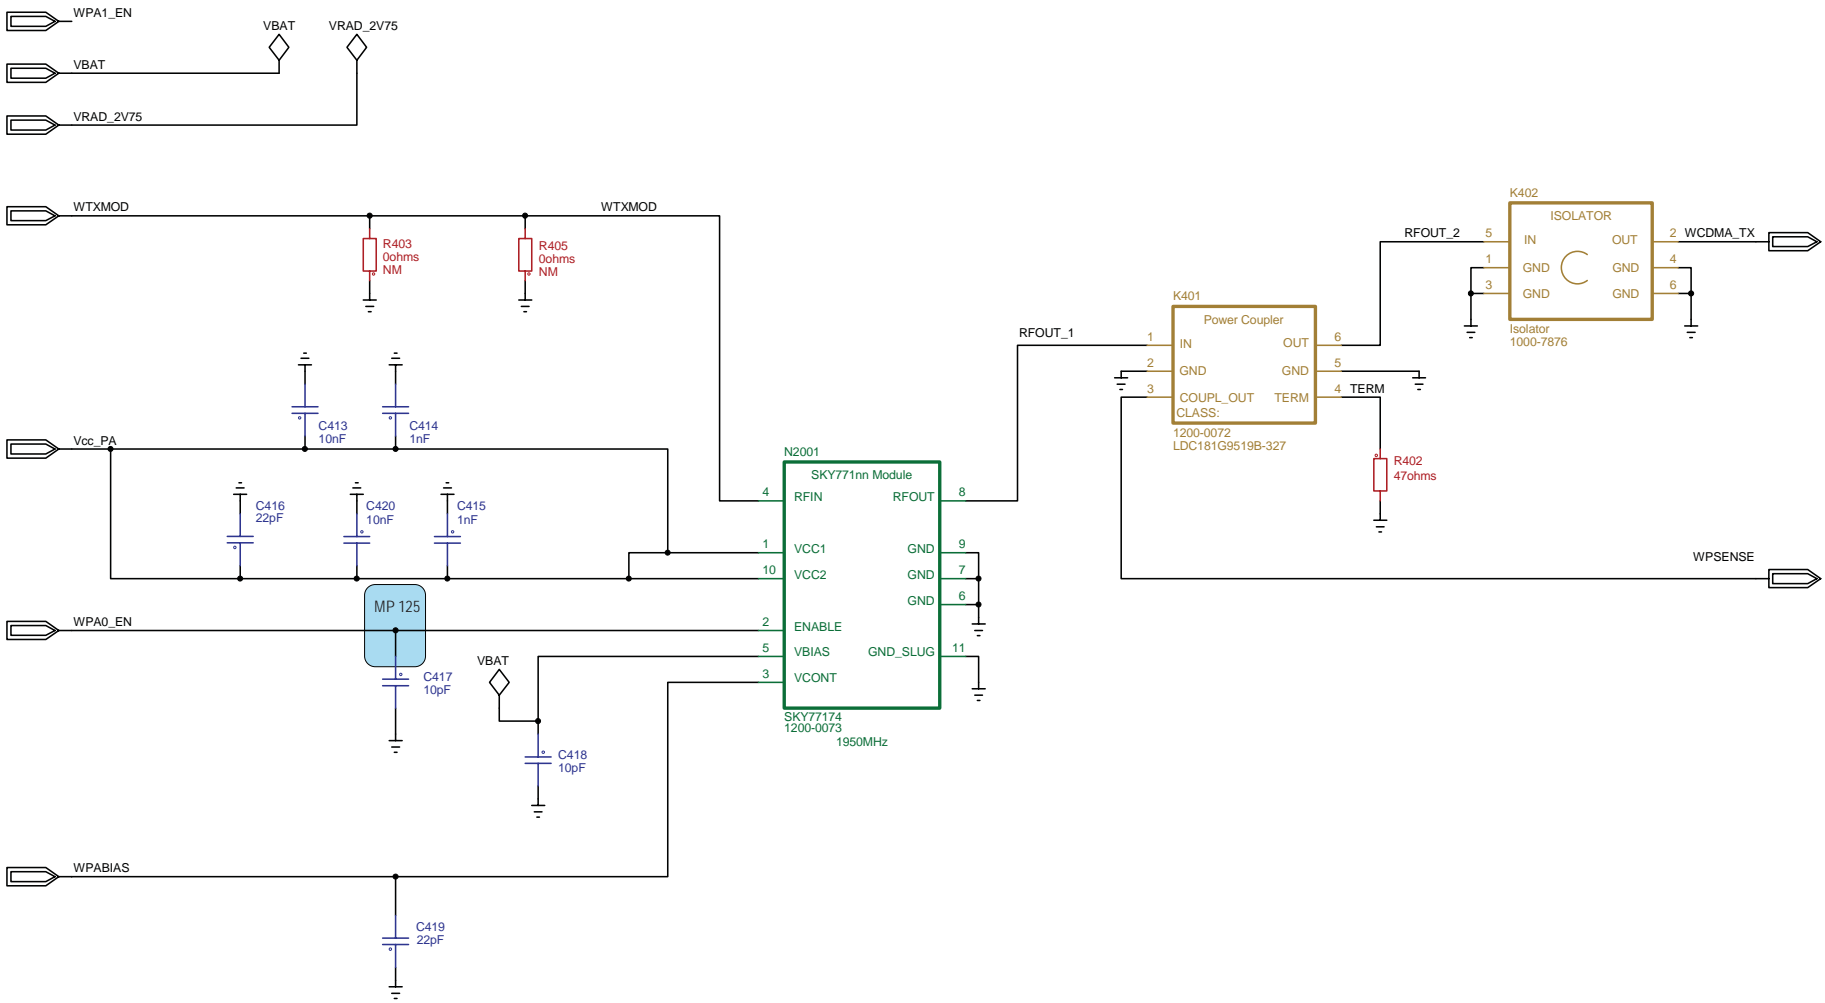 WPA1_EN
VBAT
VRAD_2V75
VBAT
VRAD_2V75
WTXMOD
WTXMOD
R403
0ohms
NM
R405
0ohms
NM
K402
ISOLATOR
RFOUT_2
5
IN
OUT
2
WCDMA_TX
1
GND
GND
4
3
GND
GND
6
Isolator
1000-7876
K401
Power Coupler
RFOUT_1
1
IN
OUT
6
2
GND
GND
5
3
COUPL_OUT
TERM
4
TERM
CLASS:
1200-0072
LDC181G9519B-327
R402
47ohms
C413
10nF
C414
1nF
Vcc_PA
C416
22pF
C420
10nF
C415
1nF
N2001
SKY771nn Module
4
RFIN
RFOUT
8
1
VCC1
GND
9
10
VCC2
GND
7
GND
6
2
ENABLE
5
VBIAS
GND_SLUG
11
3
VCONT
SKY77174
1200-0073
1950MHz
WPSENSE
MP 125
WPA0_EN
C417
10pF
VBAT
C418
10pF
WPABIAS
C419
22pF